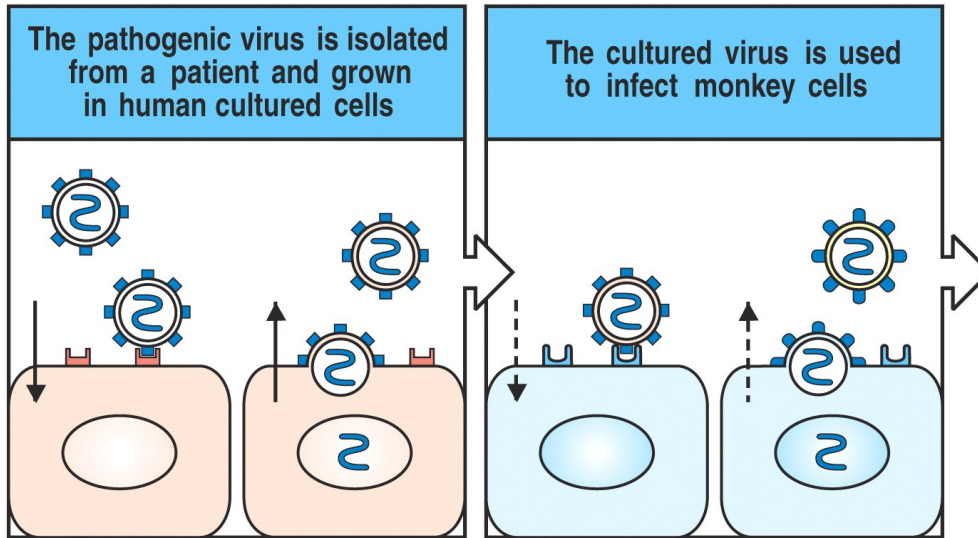 The pathogenic virus is isolated
from a patient and grown
in human cultured cells
The cultured virus is used
to infect monkey cells